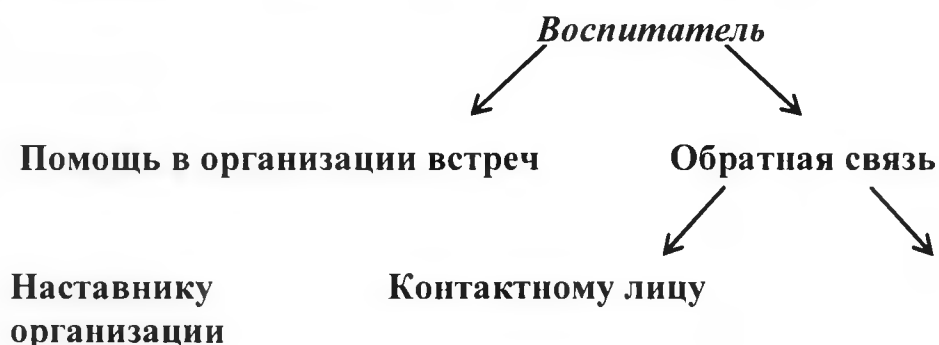 Воспитатель
Помощь в организации встреч Обратная связь
Наставнику Контактному лицу
организации